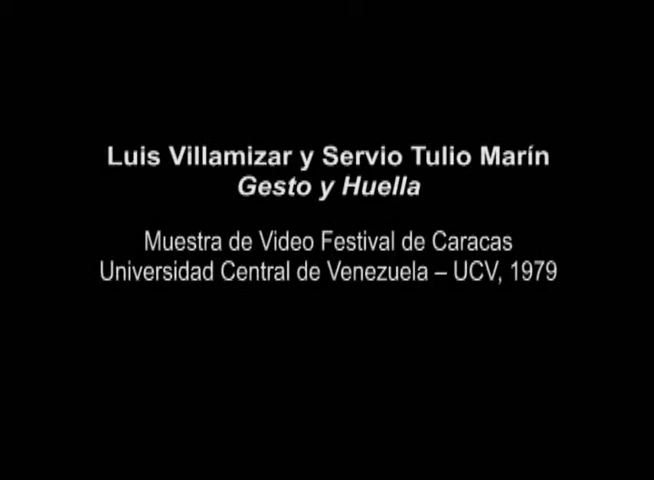 Luis Villamizar y Servio Tulio Marín
Gesto y Huella
Muestra de Video Festival de Caracas
Universidad Central de Venezuela – UCV, 1979